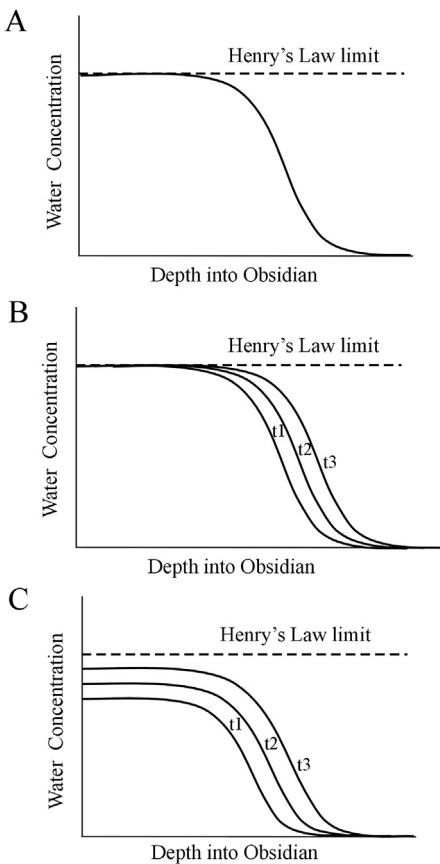 A
Henry's Law limit
Water Concentration
Depth into Obsidian
B
Henry's Law limit
Water Concentration
t1
t2
t3
Depth into Obsidian
C
Henry's Law limit
Water Concentration
t1
t2
t3
Depth into Obsidian